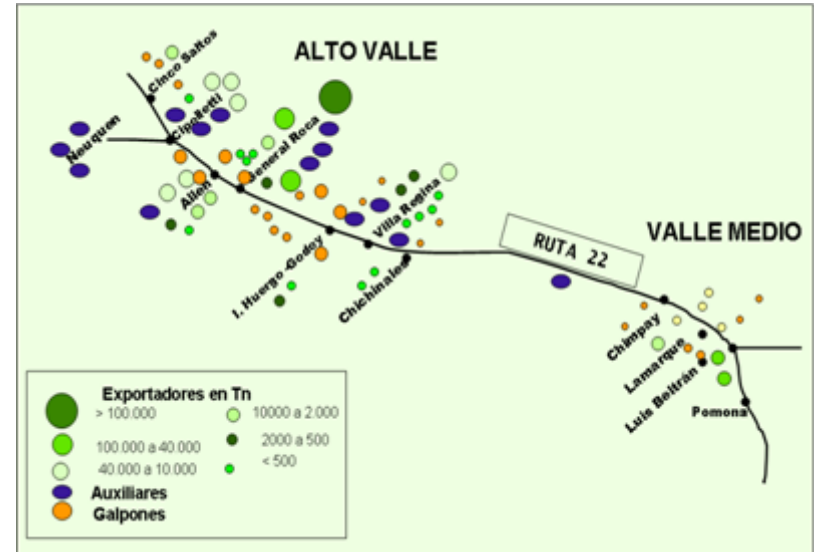 ALTO VALLE
Cinco Saltos
Cipolletti
Neuquen
General Roca
Allen
Villa Regina
I. Huergo-Godoy
Chichinales
RUTA 22
VALLE MEDIO
Chimpay
Lamarque
Luis Beltrán
Pomona
Exportadores en Tn
> 100.000
10000 a 2.000
100.000 a 40.000
2000 a 500
40.000 a 10.000
< 500
Auxiliares
Galpones